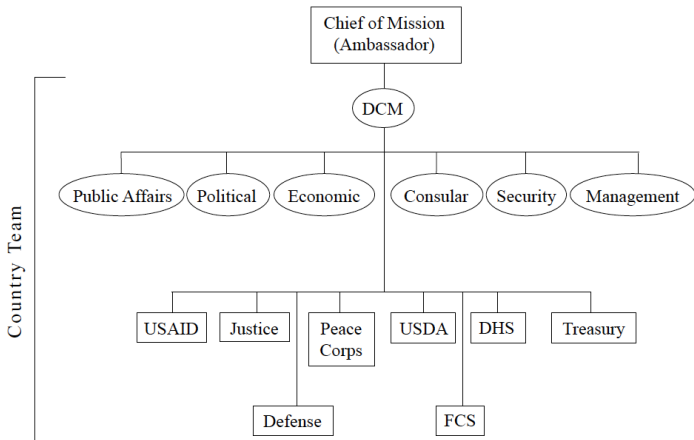 Chief of Mission
(Ambassador)
DCM
Country Team
Public Affairs
Political
Economic
Consular
Security
Management
USAID
Justice
Peace
Corps
USDA
DHS
Treasury
Defense
FCS